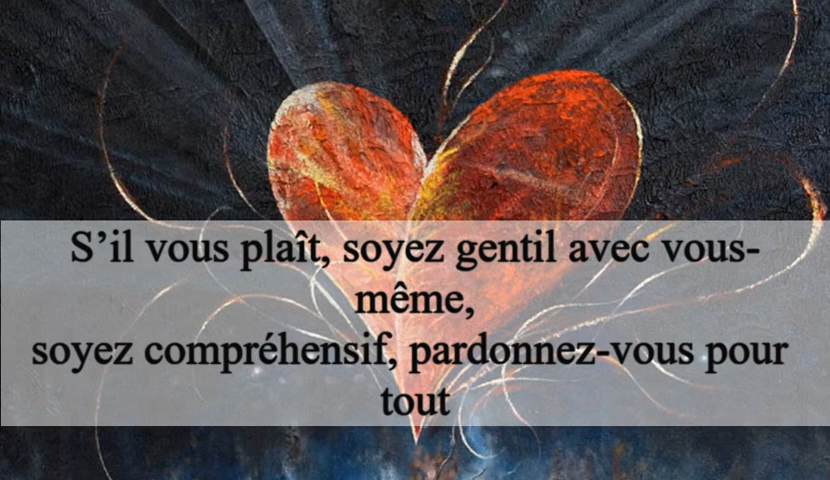 S’il vous plaît, soyez gentil avec vous-
même,
soyez compréhensif, pardonnez-vous pour
tout